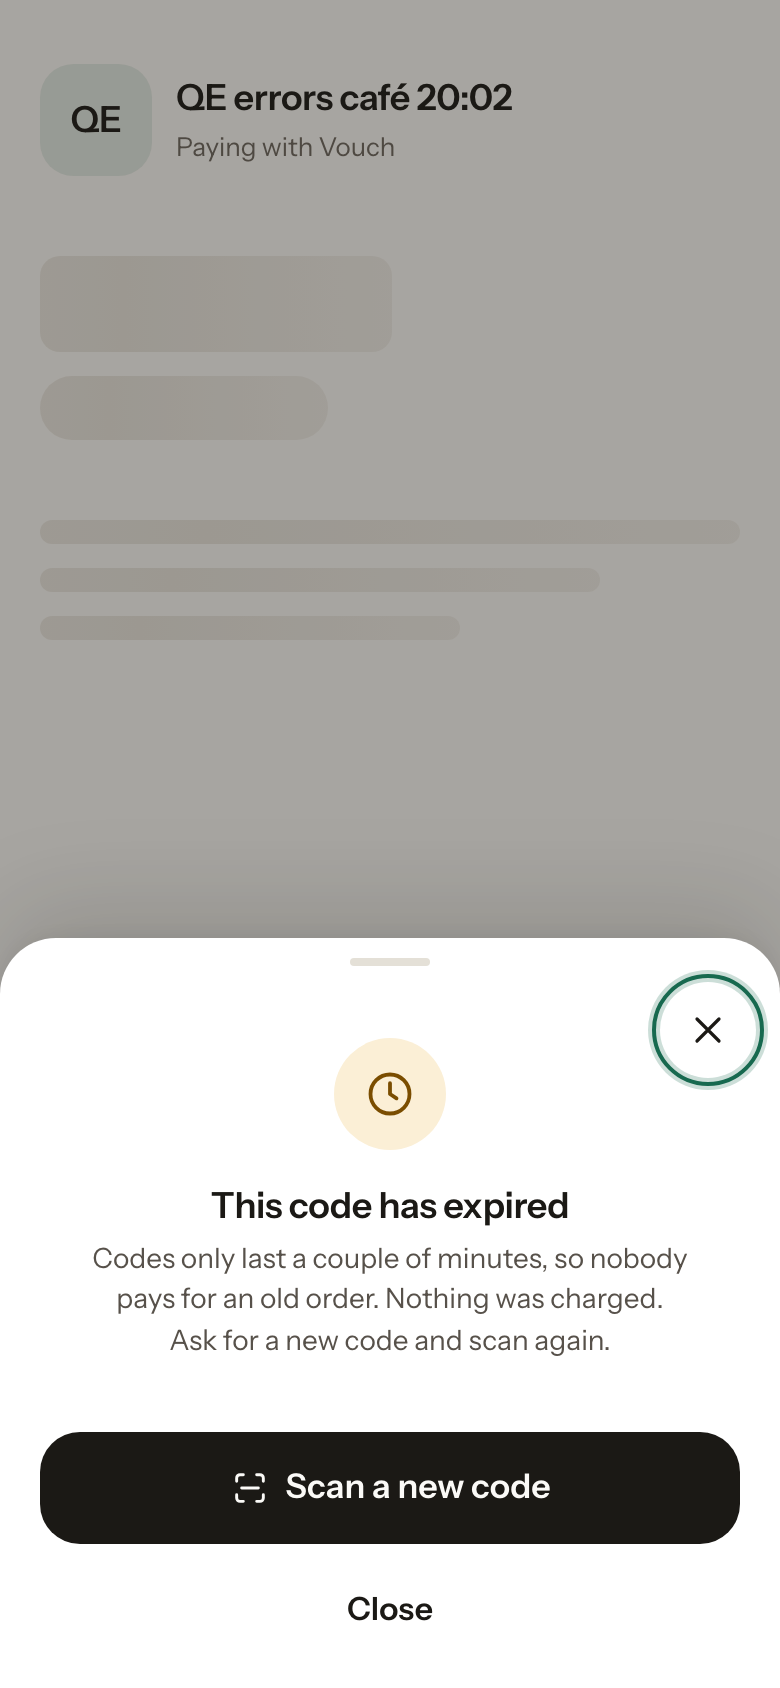 QE
QE errors café 20:02
Paying with Vouch
This code has expired
Codes only last a couple of minutes, so nobody
pays for an old order. Nothing was charged.
Ask for a new code and scan again.
Scan a new code
Close